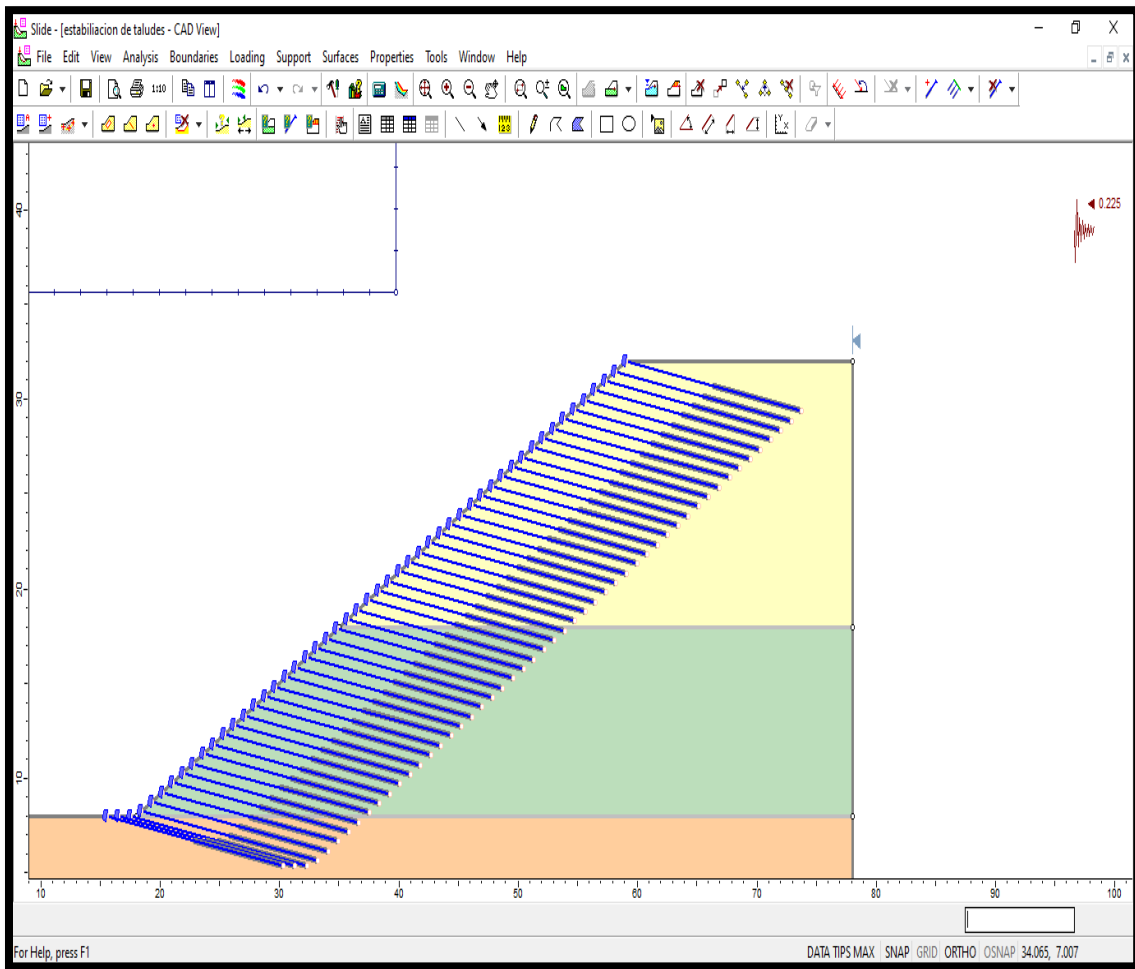 Slide - [estabiliacion de taludes - CAD View]
File Edit View Analysis Boundaries Loading Support Surfaces Properties Tools Window Help
1:10
123
Y
X
0.225
40
30
20
10
10 20 30 40 50 60 70 80 90 100
For Help, press F1 DATA TIPS MAX SNAP GRID ORTHO OSNAP 34.065, 7.007